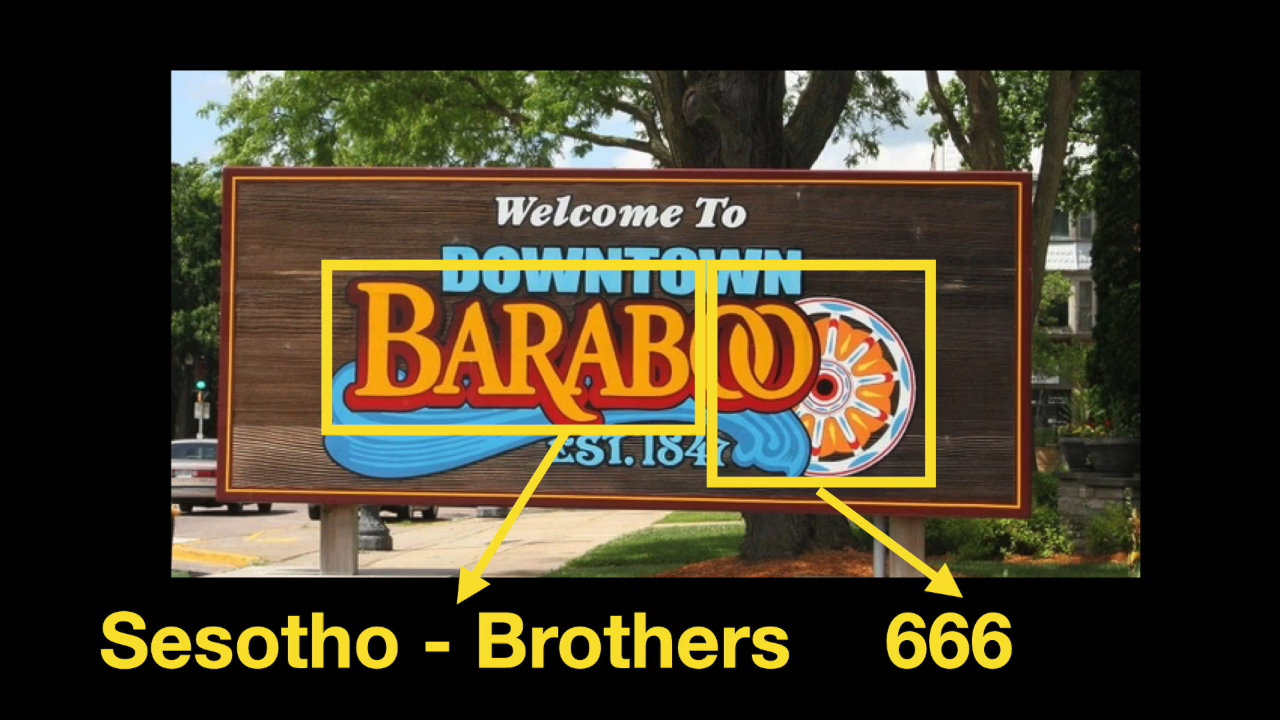 Welcome To
DOWNTOWN
BARABOO
EST. 1847
Sesotho - Brothers 666